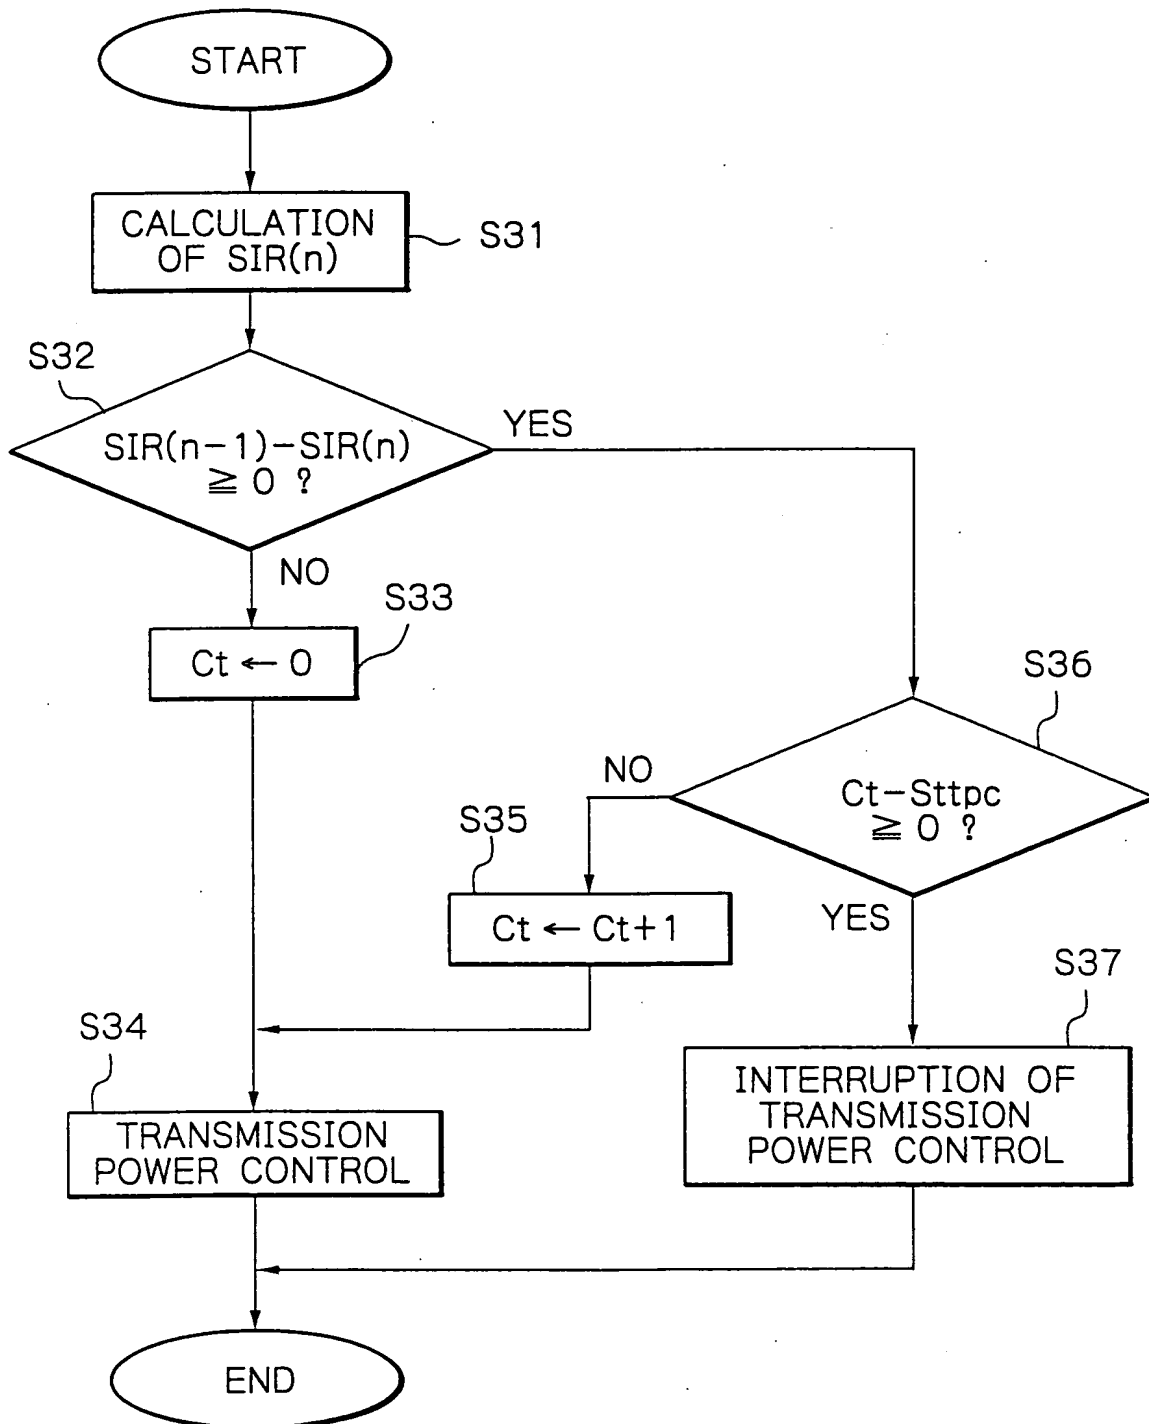 START
CALCULATION
OF SIR(n)
S31
S32
SIR(n-1)-SIR(n)
≧ 0 ?
YES
NO
S33
Ct ← 0
S36
Ct-Sttpc
≧ 0 ?
NO
S35
Ct ← Ct+1
YES
S37
S34
INTERRUPTION OF
TRANSMISSION
POWER CONTROL
TRANSMISSION
POWER CONTROL
END